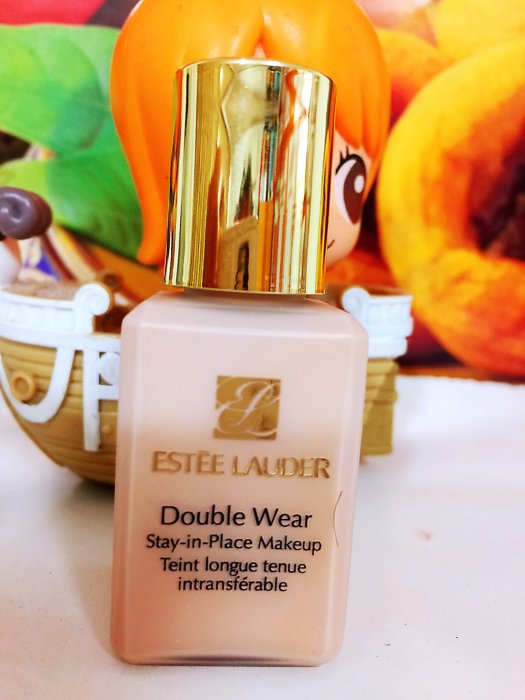 ESTĒE LAUDER
Double Wear
Stay-in-Place Makeup
Teint longue tenue
intransférable